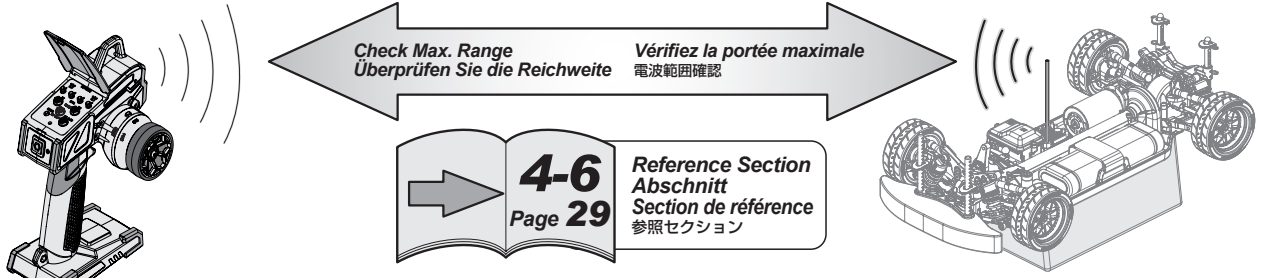 Check Max. Range
Überprüfen Sie die Reichweite
Vérifiez la portée maximale
電波範囲確認
4-6
Page 29
Reference Section
Abschnitt
Section de référence
参照セクション